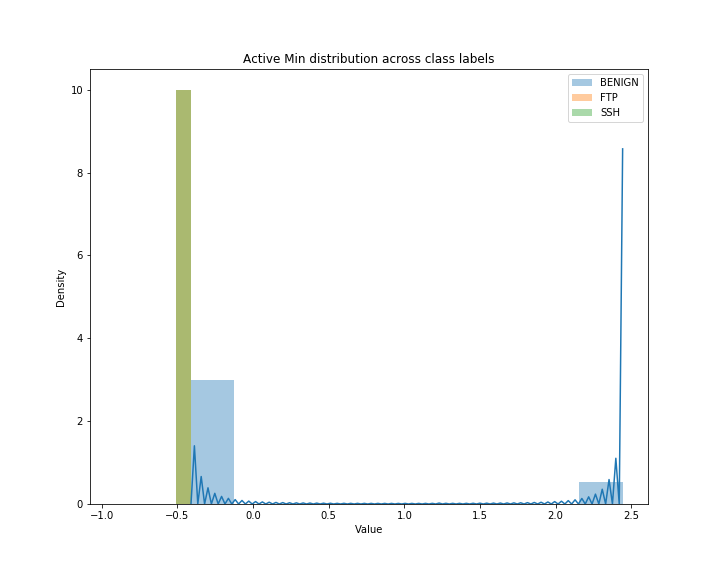 Active Min distribution across class labels
BENIGN
FTP
SSH
10
8
6
4
2
0
Density
−1.0
−0.5
0.0
0.5
1.0
1.5
2.0
2.5
Value